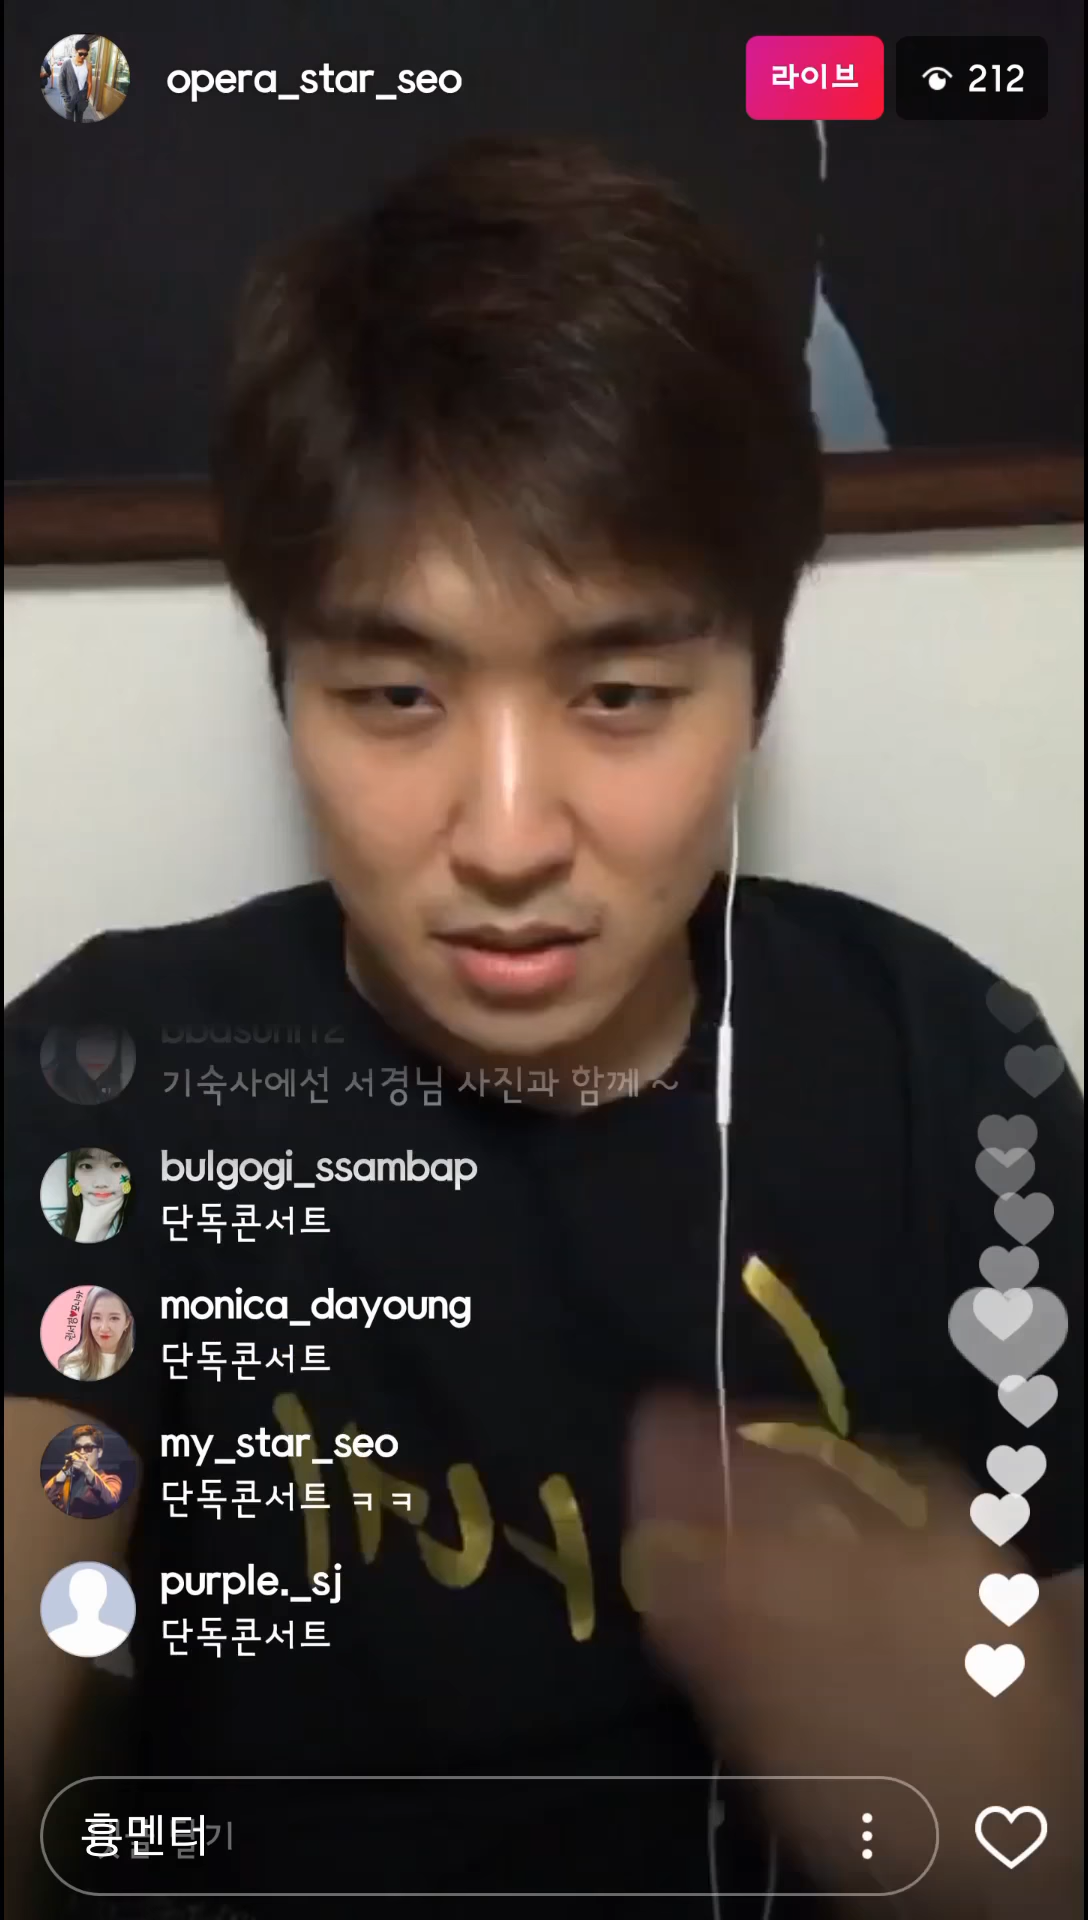 opera_star_seo
라이브
212
기숙사에선 서경님 사진과 함께 ~
bulgogi_ssambap
단독콘서트
monica_dayoung
단독콘서트
my_star_seo
단독콘서트 ㅋㅋ
purple._sj
단독콘서트
흉멘터